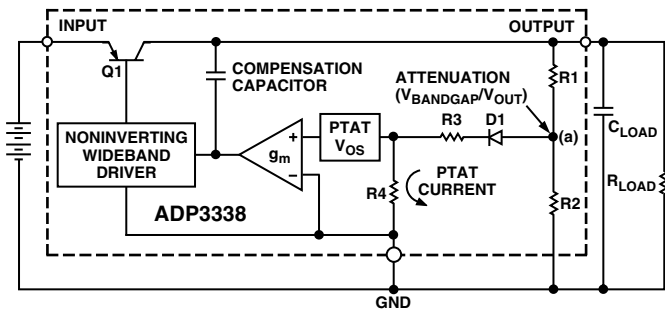 INPUT
OUTPUT
Q1
COMPENSATION
CAPACITOR
ATTENUATION
(VBANDGAP/VOUT)
R1
R3
D1
(a)
CLOAD
NONINVERTING
WIDEBAND
DRIVER
gm
+
−
PTAT
VOS
R4
PTAT
CURRENT
R2
RLOAD
ADP3338
GND